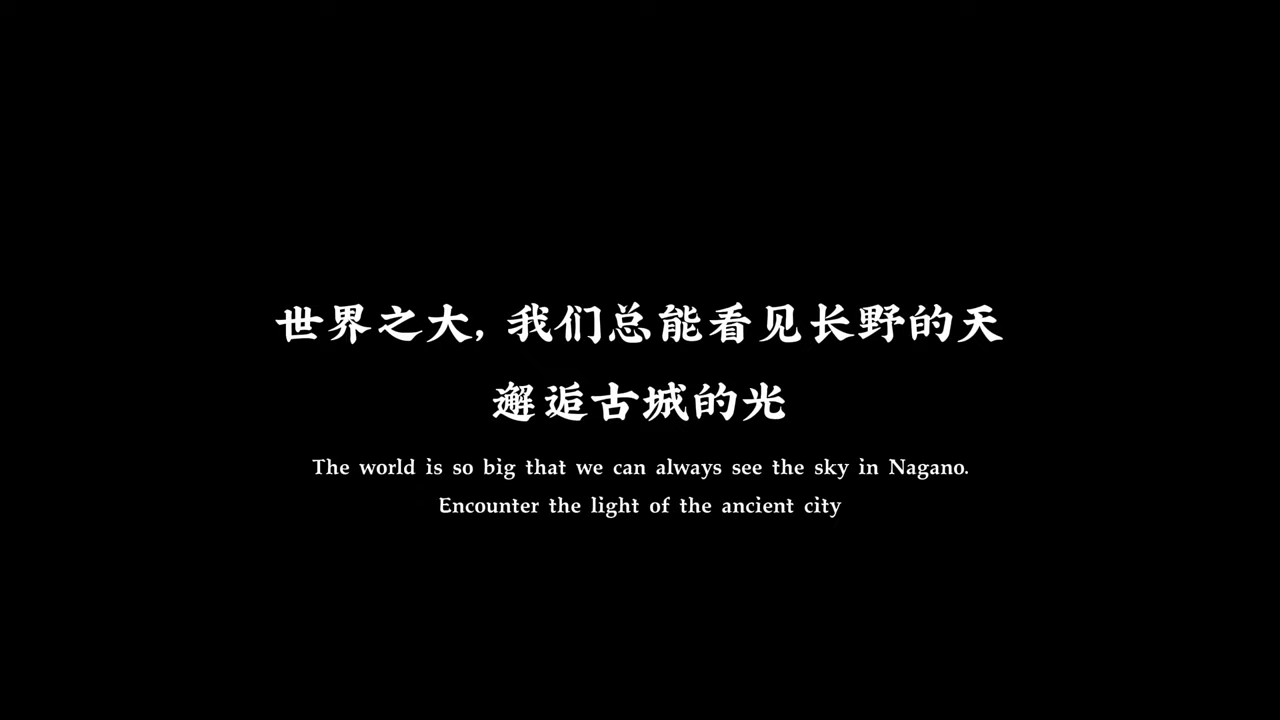 世界之大, 我们总能看见长野的天
邂逅古城的光
The world is so big that we can always see the sky in Nagano.
Encounter the light of the ancient city